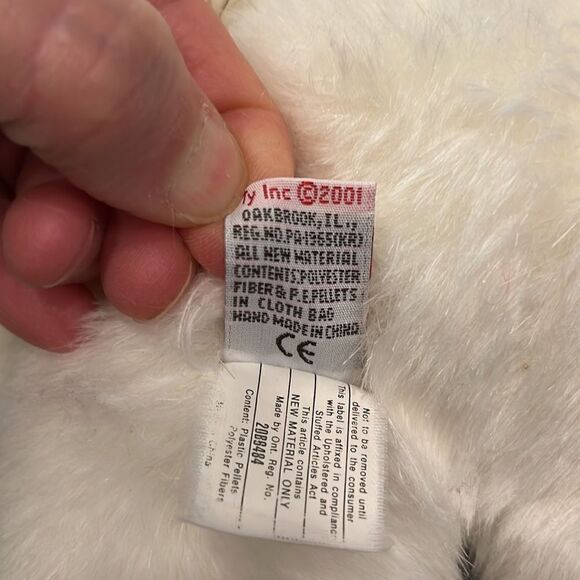 Ty Inc ©2001
OAKBROOK, IL.,
REG.NO.PA·1965(KR)
ALL NEW MATERIAL
CONTENTS:POLYESTER
FIBER & P.E.PELLETS
IN CLOTH BAG
HAND MADE IN CHINA
CE
Not to be removed until
delivered to the consumer
This label is affixed in compliance
with the Upholstered and
Stuffed Articles Act
This article contains
NEW MATERIAL ONLY
Made by Ont. Reg. No.
20B6484
Content: Plastic Pellets
Polyester Fibers
China